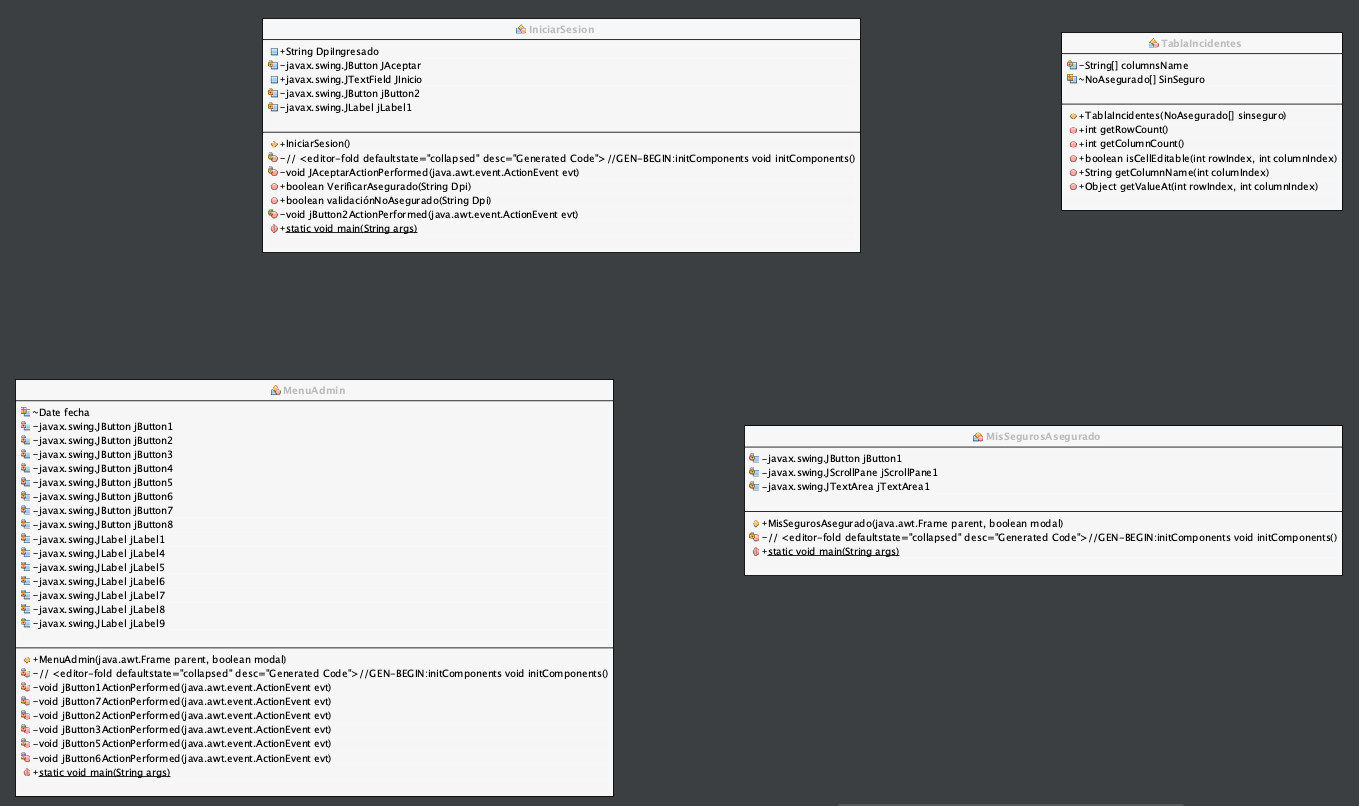 IniciarSesion
+String DpiIngresado
-javax.swing.JButton JAceptar
+javax.swing.JTextField JInicio
-javax.swing.JButton jButton2
-javax.swing.JLabel jLabel1
+IniciarSesion()
-// <editor-fold defaultstate="collapsed" desc="Generated Code">//GEN-BEGIN:initComponents void initComponents()
-void JAceptarActionPerformed(java.awt.event.ActionEvent evt)
+boolean VerificarAsegurado(String Dpi)
+boolean validaciónNoAsegurado(String Dpi)
-void jButton2ActionPerformed(java.awt.event.ActionEvent evt)
+static void main(String args)
TablaIncidentes
-String[] columnsName
~NoAsegurado[] SinSeguro
+TablaIncidentes(NoAsegurado[] sinseguro)
+int getRowCount()
+int getColumnCount()
+boolean isCellEditable(int rowIndex, int columnIndex)
+String getColumnName(int columIndex)
+Object getValueAt(int rowIndex, int columnIndex)
MenuAdmin
~Date fecha
-javax.swing.JButton jButton1
-javax.swing.JButton jButton2
-javax.swing.JButton jButton3
-javax.swing.JButton jButton4
-javax.swing.JButton jButton5
-javax.swing.JButton jButton6
-javax.swing.JButton jButton7
-javax.swing.JButton jButton8
-javax.swing.JLabel jLabel1
-javax.swing.JLabel jLabel4
-javax.swing.JLabel jLabel5
-javax.swing.JLabel jLabel6
-javax.swing.JLabel jLabel7
-javax.swing.JLabel jLabel8
-javax.swing.JLabel jLabel9
+MenuAdmin(java.awt.Frame parent, boolean modal)
-// <editor-fold defaultstate="collapsed" desc="Generated Code">//GEN-BEGIN:initComponents void initComponents()
-void jButton1ActionPerformed(java.awt.event.ActionEvent evt)
-void jButton7ActionPerformed(java.awt.event.ActionEvent evt)
-void jButton2ActionPerformed(java.awt.event.ActionEvent evt)
-void jButton3ActionPerformed(java.awt.event.ActionEvent evt)
-void jButton5ActionPerformed(java.awt.event.ActionEvent evt)
-void jButton6ActionPerformed(java.awt.event.ActionEvent evt)
+static void main(String args)
MisSegurosAsegurado
-javax.swing.JButton jButton1
-javax.swing.JScrollPane jScrollPane1
-javax.swing.JTextArea jTextArea1
+MisSegurosAsegurado(java.awt.Frame parent, boolean modal)
-// <editor-fold defaultstate="collapsed" desc="Generated Code">//GEN-BEGIN:initComponents void initComponents()
+static void main(String args)